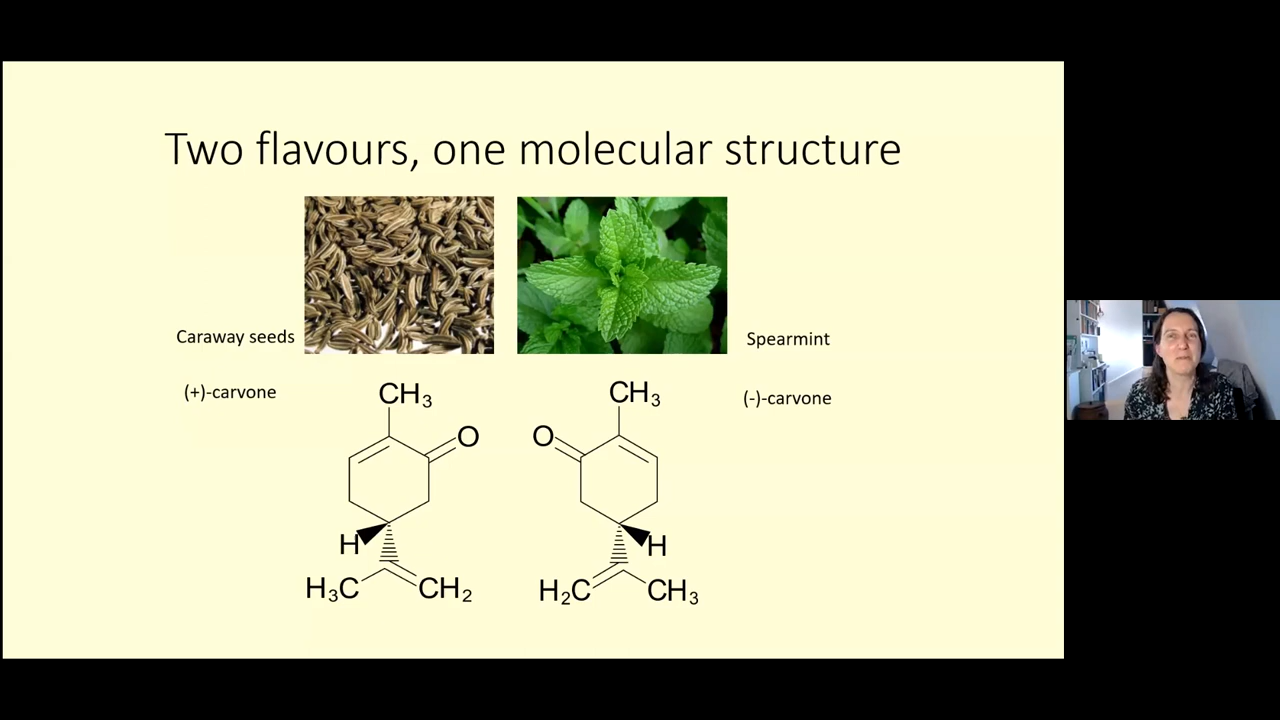 Two flavours, one molecular structure
Caraway seeds
Spearmint
(+)-carvone
(-)-carvone
CH₃
CH₃
O
O
H
H
H₃C
CH₂
H₂C
CH₃